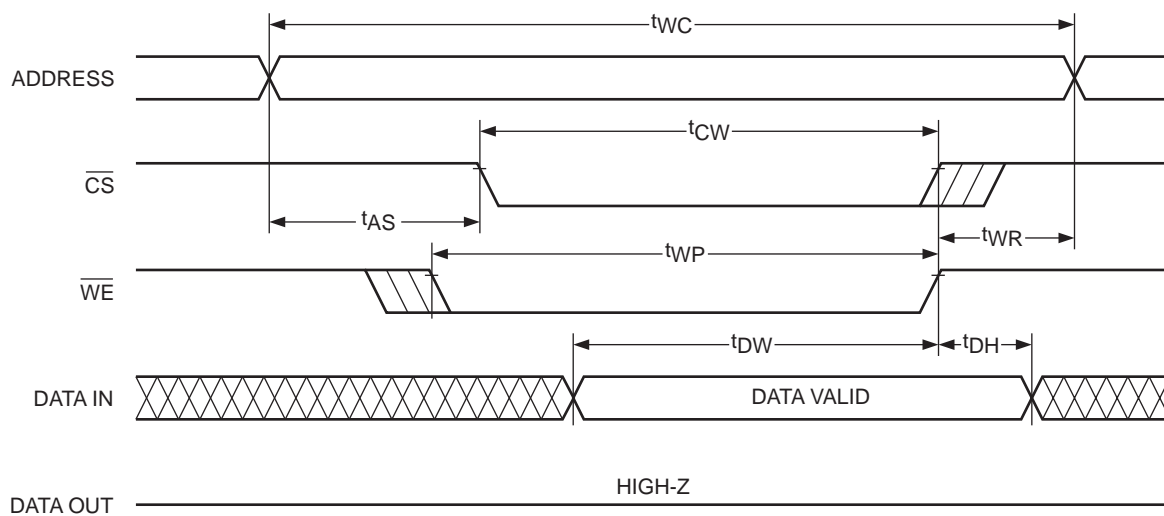 tWC
ADDRESS
tCW
CS
tAS
tWR
tWP
WE
tDW
tDH
DATA IN
DATA VALID
HIGH-Z
DATA OUT